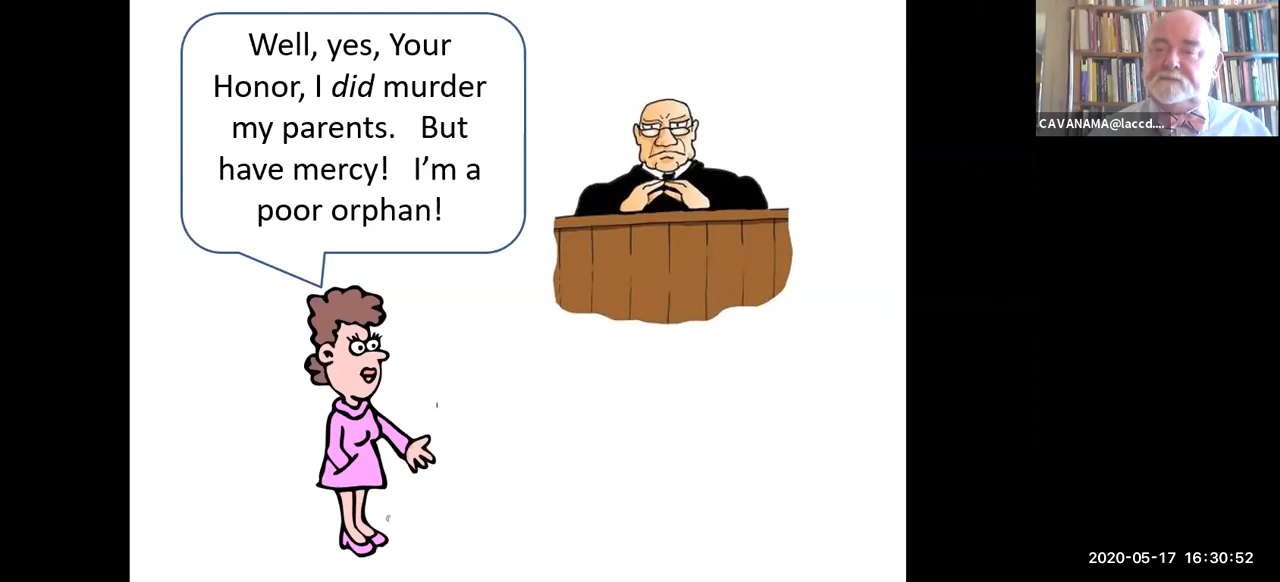 Well, yes, Your
Honor, I did murder
my parents.   But
have mercy!   I’m a
poor orphan!
CAVANAMA@laccd....
2020-05-17 16:30:52